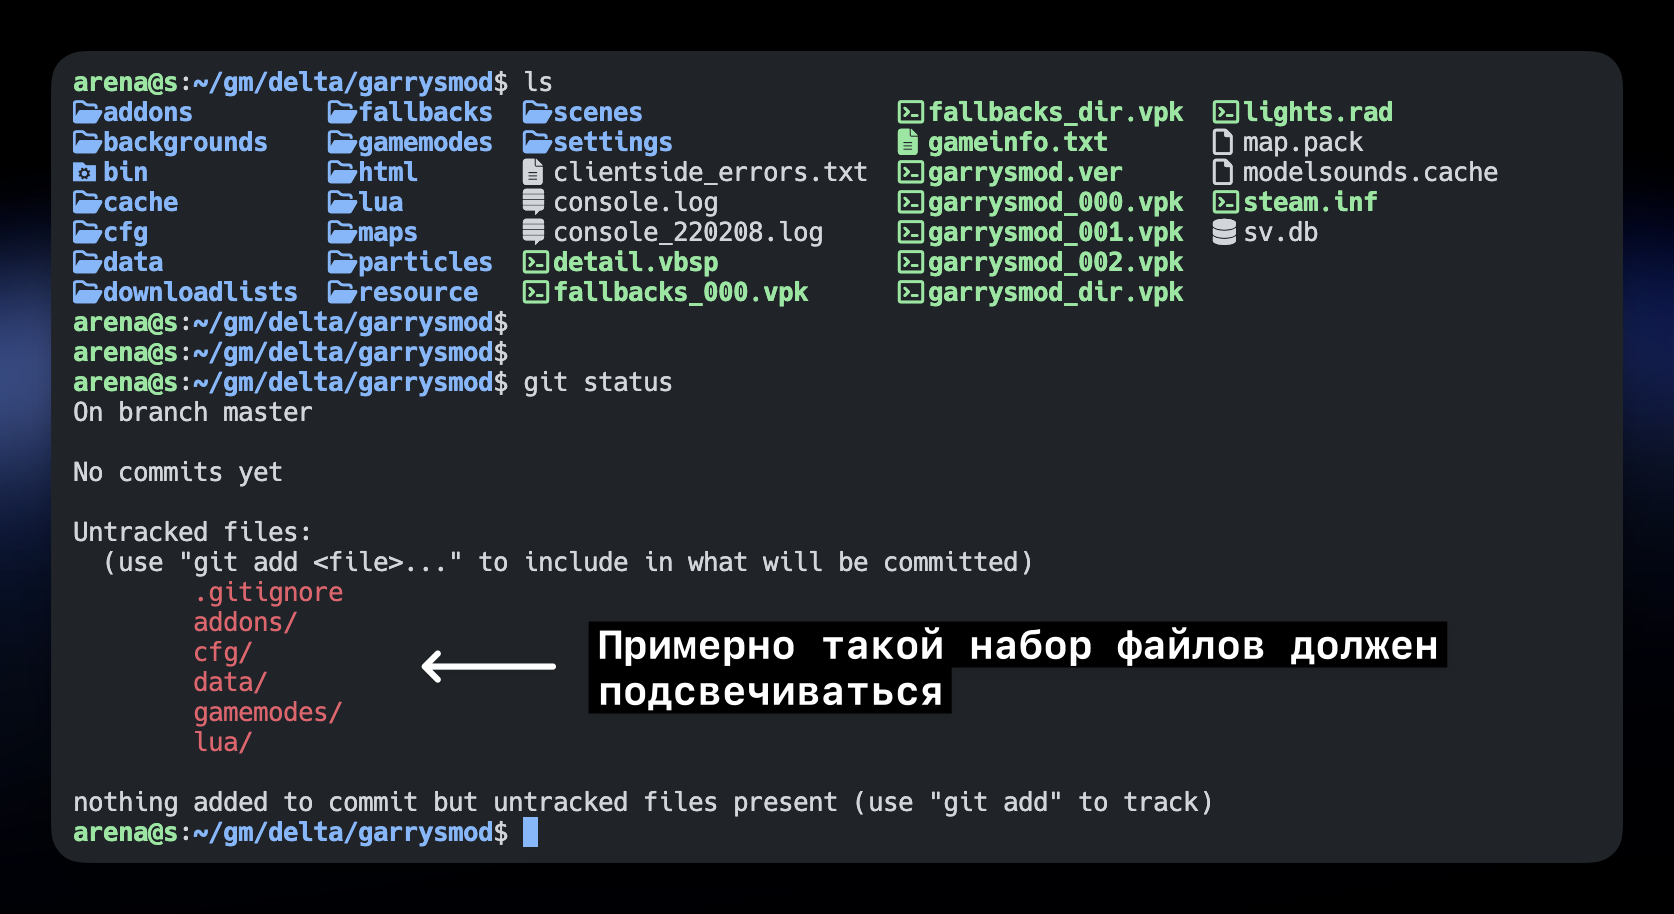 arena@s:~/gm/delta/garrysmod$ ls
addons fallbacks scenes fallbacks_dir.vpk lights.rad
backgrounds gamemodes settings gameinfo.txt map.pack
bin html clientside_errors.txt garrysmod.ver modelsounds.cache
cache lua console.log garrysmod_000.vpk steam.inf
cfg maps console_220208.log garrysmod_001.vpk sv.db
data particles detail.vbsp garrysmod_002.vpk
downloadlists resource fallbacks_000.vpk garrysmod_dir.vpk
arena@s:~/gm/delta/garrysmod$
arena@s:~/gm/delta/garrysmod$
arena@s:~/gm/delta/garrysmod$ git status
On branch master
No commits yet
Untracked files:
(use "git add <file>..." to include in what will be committed)
.gitignore
addons/
cfg/
data/
gamemodes/
lua/
Примерно такой набор файлов должен
подсвечиваться
nothing added to commit but untracked files present (use "git add" to track)
arena@s:~/gm/delta/garrysmod$